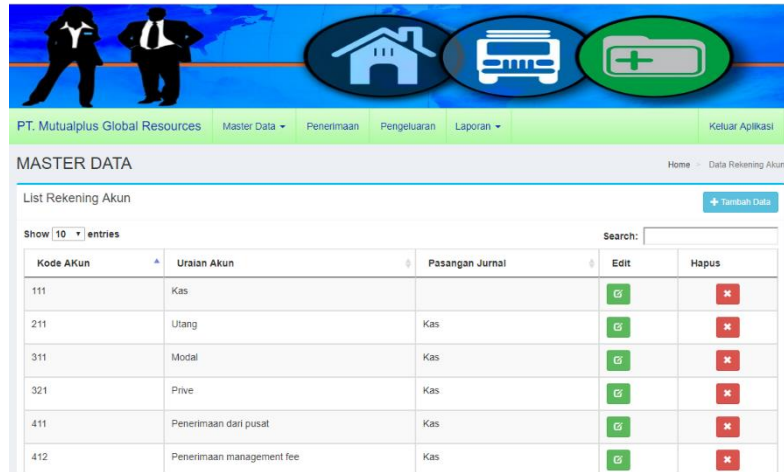 PT. Mutualplus Global Resources Master Data Penerimaan Pengeluaran Laporan Keluar Aplikasi
MASTER DATA
Home > Data Rekening Akun
List Rekening Akun
+ Tambah Data
Show 10 entries
Search:
Kode AKun Uraian Akun Pasangan Jurnal Edit Hapus
111 Kas
211 Utang Kas
311 Modal Kas
321 Prive Kas
411 Penerimaan dari pusat Kas
412 Penerimaan management fee Kas